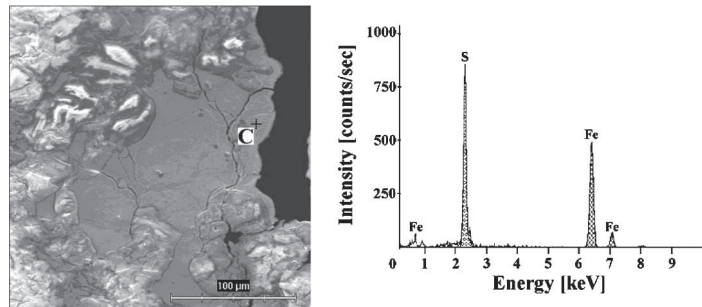 C
100 µm
Intensity [counts/sec]
1000
750
500
250
S
Fe
Fe
Fe
0 1 2 3 4 5 6 7 8 9
Energy [keV]